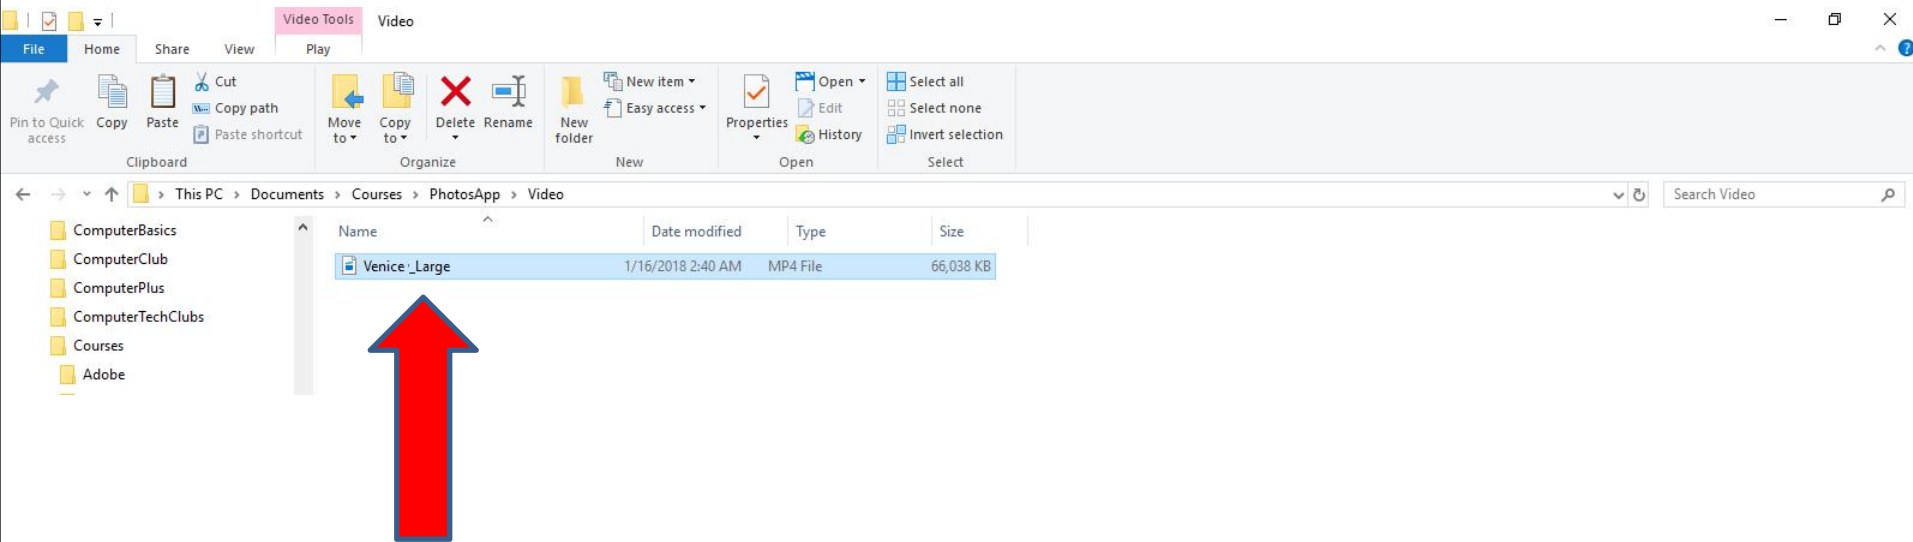 Video Tools Video
File Home Share View Play
Pin to Quick access
Copy
Paste
Cut
Copy path
Paste shortcut
Clipboard
Move to
Copy to
Delete
Rename
Organize
New folder
New item
Easy access
New
Properties
Open
Edit
History
Open
Select all
Select none
Invert selection
Select
This PC > Documents > Courses > PhotosApp > Video
Search Video
ComputerBasics
ComputerClub
ComputerPlus
ComputerTechClubs
Courses
Adobe
Name Date modified Type Size
Venice _Large 1/16/2018 2:40 AM MP4 File 66,038 KB